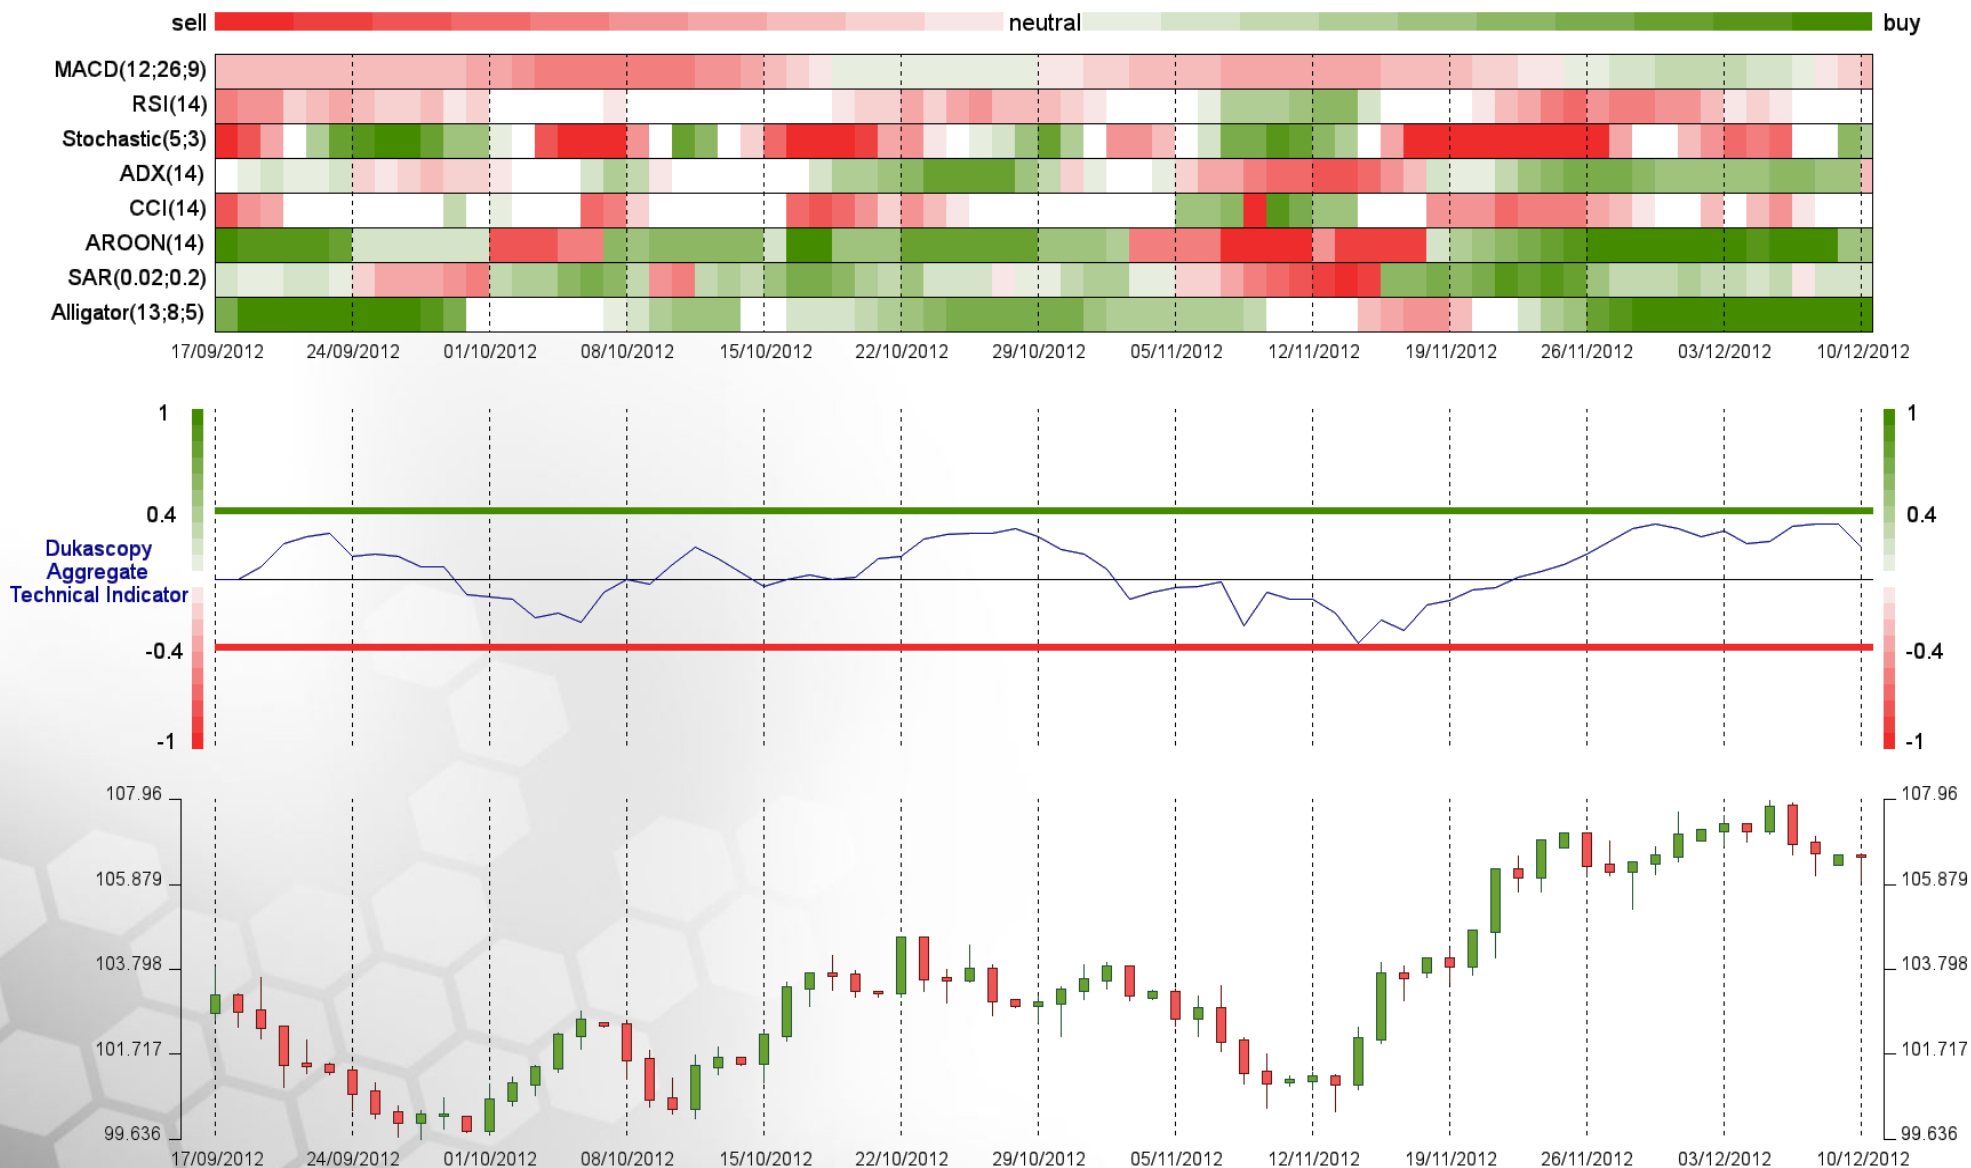 sell neutral buy
MACD(12;26;9)
RSI(14)
Stochastic(5;3)
ADX(14)
CCI(14)
AROON(14)
SAR(0.02;0.2)
Alligator(13;8;5)
17/09/2012 24/09/2012 01/10/2012 08/10/2012 15/10/2012 22/10/2012 29/10/2012 05/11/2012 12/11/2012 19/11/2012 26/11/2012 03/12/2012 10/12/2012
1 1
0.4 0.4
Dukascopy
Aggregate
Technical Indicator
-0.4 -0.4
-1 -1
107.96 107.96
105.879 105.879
103.798 103.798
101.717 101.717
99.636 99.636
17/09/2012 24/09/2012 01/10/2012 08/10/2012 15/10/2012 22/10/2012 29/10/2012 05/11/2012 12/11/2012 19/11/2012 26/11/2012 03/12/2012 10/12/2012